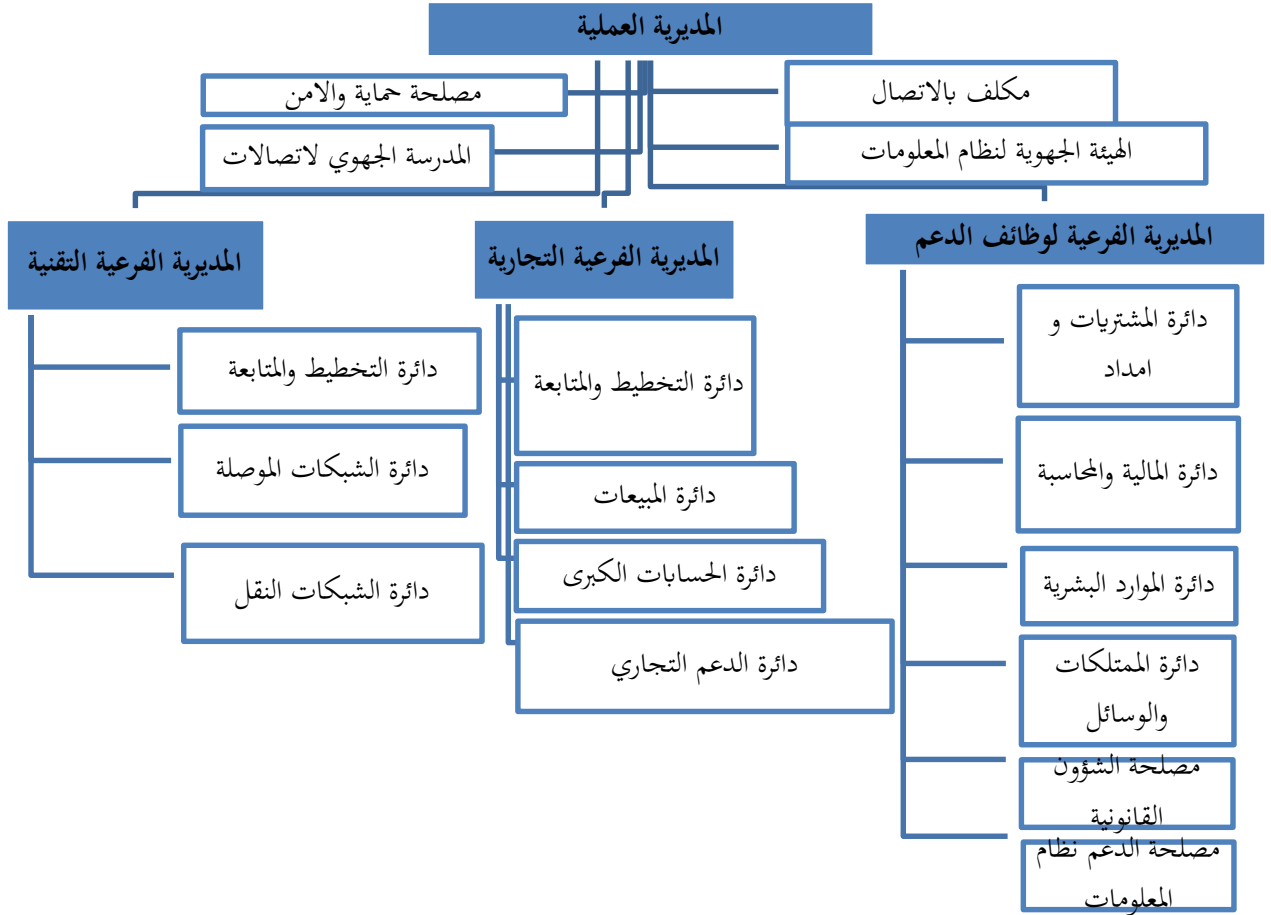 المديرية العملية
مكلف بالاتصال
مصلحة حماية والامن
الهيئة الجهوية لنظام المعلومات
المدرسة الجهوي لاتصالات
المديرية الفرعية لوظائف الدعم
المديرية الفرعية التجارية
المديرية الفرعية التقنية
دائرة المشتريات و
امداد
دائرة المالية والمحاسبة
دائرة الموارد البشرية
دائرة الممتلكات
والوسائل
مصلحة الشؤون
القانونية
مصلحة الدعم نظام
المعلومات
دائرة التخطيط والمتابعة
دائرة المبيعات
دائرة الحسابات الكبرى
دائرة الدعم التجاري
دائرة التخطيط والمتابعة
دائرة الشبكات الموصلة
دائرة الشبكات النقل